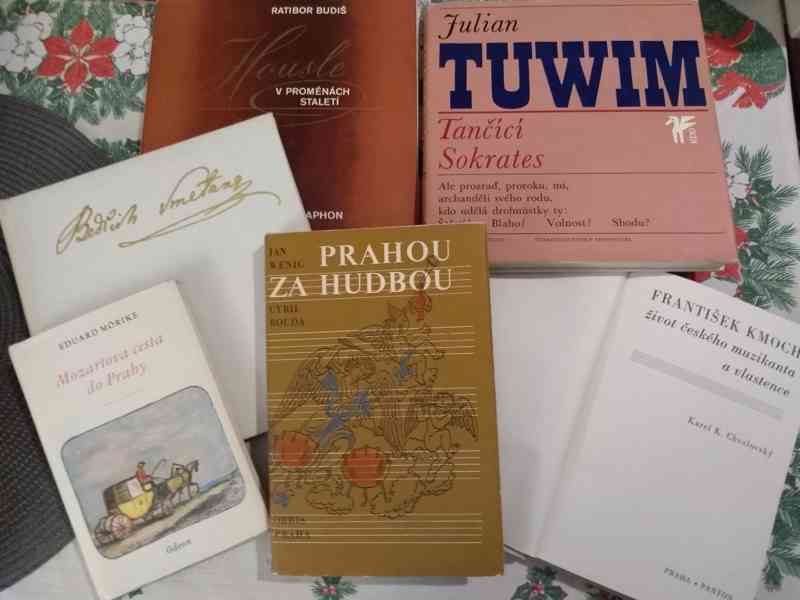 RATIBOR BUDIŠ
Housle
V PROMĚNÁCH
STALETÍ
APHON
Julian
TUWIM
Tančící
Sokrates
KPP
Ale prozraď, proroku, mi,
archanděli svého rodu,
kdo udělá drobnůstky ty:
Blaho? Volnost? Shodu?
Bedřich Smetana
EDUARD MÖRIKE
Mozartova cesta
do Prahy
Odeon
JAN
WENIG
PRAHOU
ZA HUDBOU
CYRIL
BOUDA
ORBIS
PRAHA
FRANTIŠEK KMOCH
život českého muzikanta
a vlastence
Karel K. Chvalovský
PRAHA • PANTON